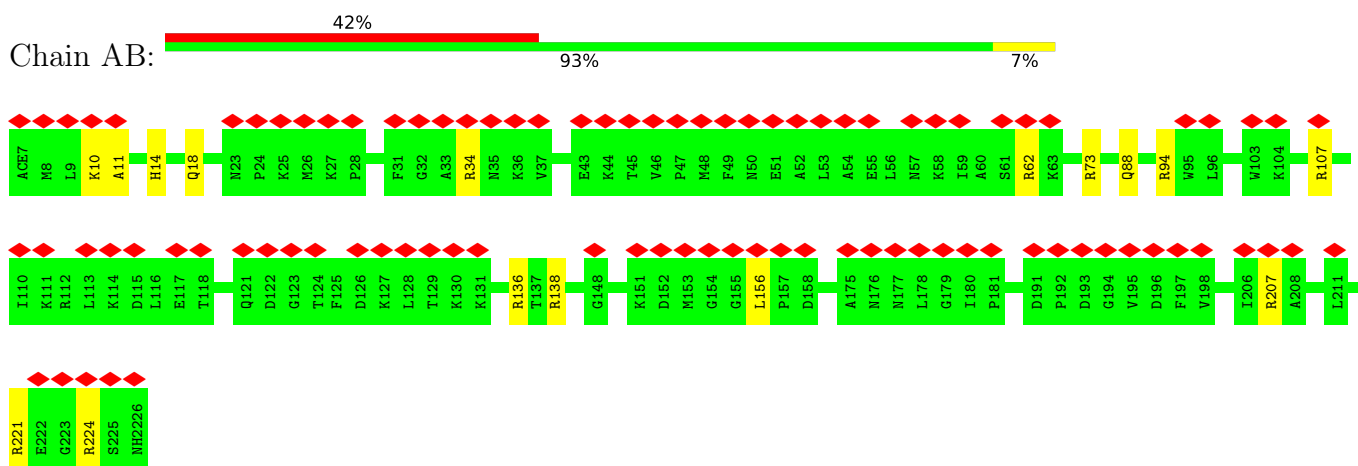 42%
Chain AB:
93% 7%
ACE7 M8 L9 K10 A11 H14 Q18 N23 P24 K25 M26 K27 P28 F31 G32 A33 R34 N35 K36 V37 E43 K44 T45 V46 P47 M48 F49 N50 E51 A52 L53 A54 E55 L56 N57 K58 I59 A60 S61 R62 K63 R73 Q88 R94 W95 L96 W103 K104 R107
I110 K111 R112 L113 K114 D115 L116 E117 T118 Q121 D122 G123 T124 F125 D126 K127 L128 T129 K130 K131 R136 T137 R138 G148 K151 D152 M153 G154 G155 L156 P157 D158 A175 N176 N177 L178 G179 I180 P181 D191 P192 D193 G194 V195 D196 F197 V198 I206 R207 A208 L211
R221 E222 G223 R224 S225 NH2226